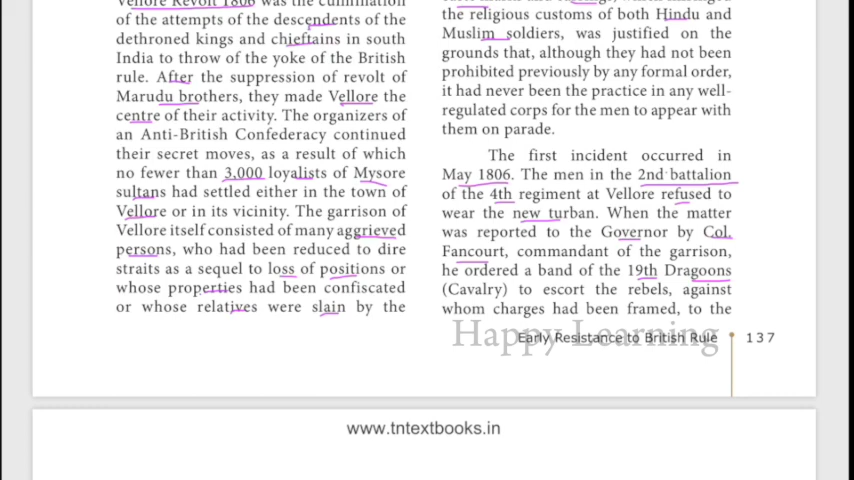 Vellore Revolt 1806 was the culmination
of the attempts of the descendents of the
dethroned kings and chieftains in south
India to throw of the yoke of the British
rule. After the suppression of revolt of
Marudu brothers, they made Vellore the
centre of their activity. The organizers of
an Anti-British Confederacy continued
their secret moves, as a result of which
no fewer than 3,000 loyalists of Mysore
sultans had settled either in the town of
Vellore or in its vicinity. The garrison of
Vellore itself consisted of many aggrieved
persons, who had been reduced to dire
straits as a sequel to loss of positions or
whose properties had been confiscated
or whose relatives were slain by the
the religious customs of both Hindu and
Muslim soldiers, was justified on the
grounds that, although they had not been
prohibited previously by any formal order,
it had never been the practice in any well-
regulated corps for the men to appear with
them on parade.
The first incident occurred in
May 1806. The men in the 2nd battalion
of the 4th regiment at Vellore refused to
wear the new turban. When the matter
was reported to the Governor by Col.
Fancourt, commandant of the garrison,
he ordered a band of the 19th Dragoons
(Cavalry) to escort the rebels, against
whom charges had been framed, to the
Happy Learning
Early Resistance to British Rule 137
www.tntextbooks.in